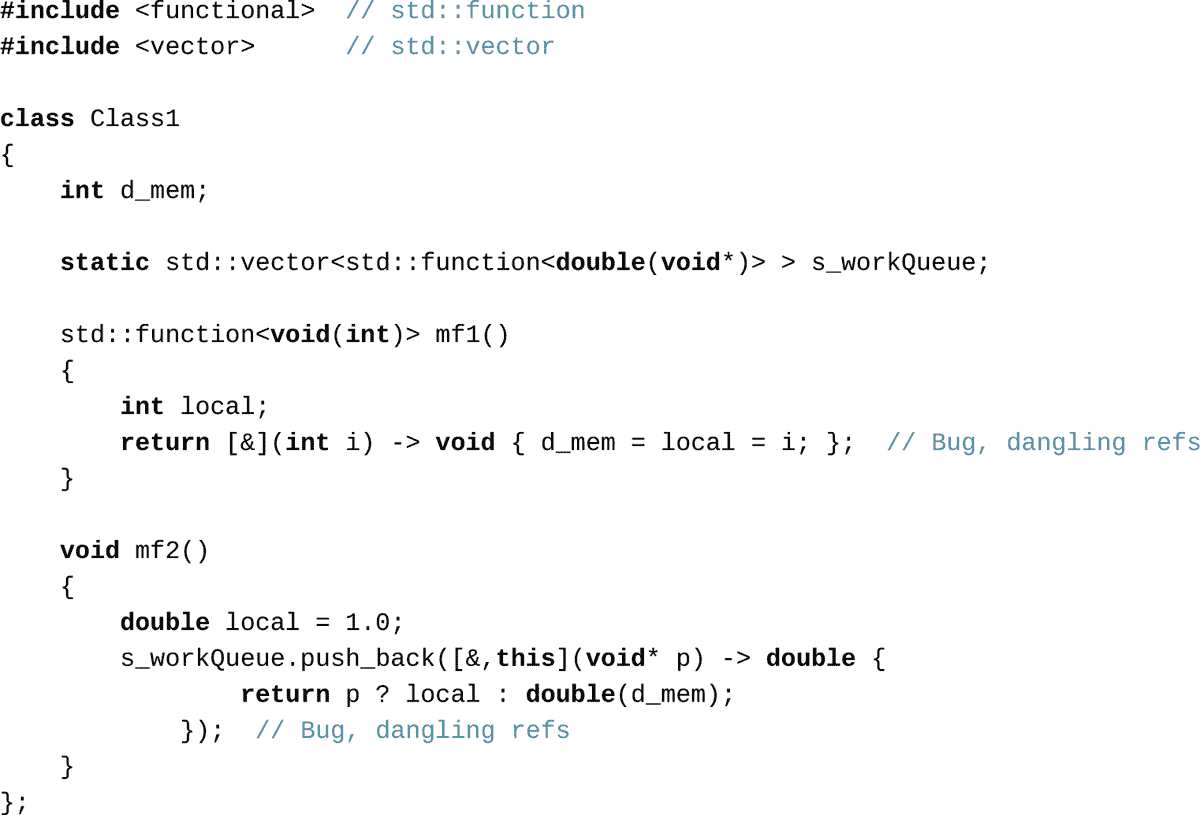 #include <functional>  // std::function
#include <vector>      // std::vector

class Class1
{
    int d_mem;

    static std::vector<std::function<double(void*)> > s_workQueue;

    std::function<void(int)> mf1()
    {
        int local;
        return [&](int i) -> void { d_mem = local = i; };  // Bug, dangling refs
    }

    void mf2()
    {
        double local = 1.0;
        s_workQueue.push_back([&,this](void* p) -> double {
                return p ? local : double(d_mem);
            });  // Bug, dangling refs
    }
};